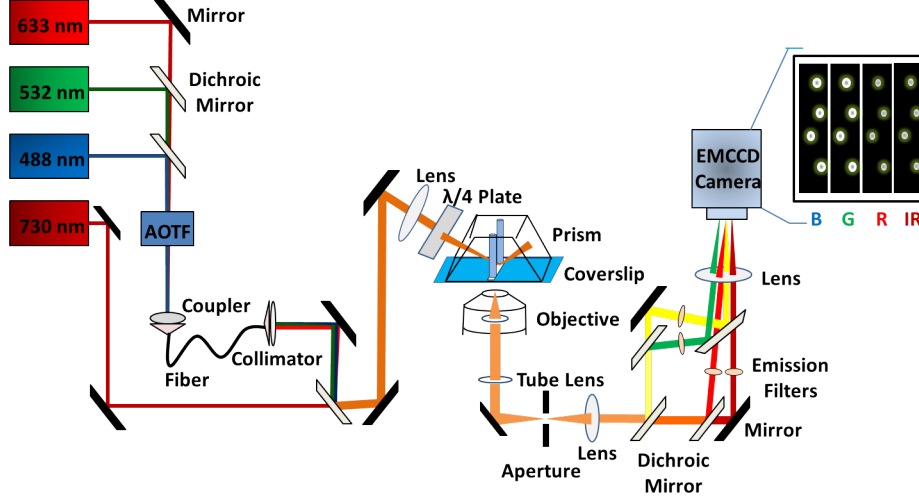 633 nm
Mirror
532 nm
Dichroic
Mirror
488 nm
730 nm
AOTF
Coupler
Collimator
Fiber
Lens
λ/4 Plate
Prism
Coverslip
Objective
Tube Lens
Aperture
Lens
Dichroic
Mirror
Mirror
Emission
Filters
Lens
EMCCD
Camera
B G R IR